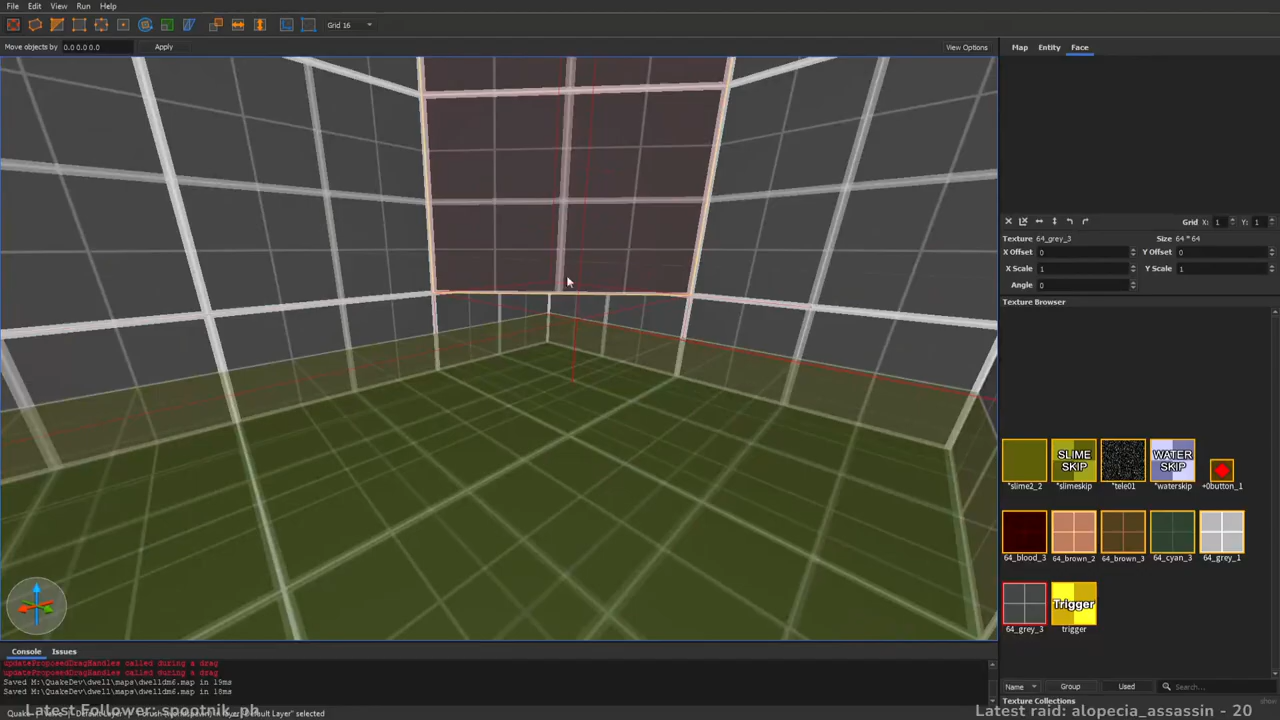 File Edit View Run Help
Grid 16
Move objects by 0.0 0.0 0.0 Apply View Options
Map Entity Face
Grid X: 1 Y: 1
Texture 64_grey_3 Size 64 * 64
X Offset 0 Y Offset 0
X Scale 1 Y Scale 1
Angle 0
Texture Browser
SLIME SKIP WATER SKIP
*slime2_2 *slimeskip *tele01 *waterskip +0button_1
64_blood_3 64_brown_2 64_brown_3 64_cyan_3 64_grey_1
Trigger
64_grey_3 trigger
Console Issues
updateProposedDragHandles called during a drag
updateProposedDragHandles called during a drag
Saved M:\QuakeDev\dwell\maps\dwelldm6.map in 19ms
Saved M:\QuakeDev\dwell\maps\dwelldm6.map in 18ms
Name Group Used Search...
Texture Collections
Latest Follower: spootnik_ph
Latest raid: alopecia_assassin - 20